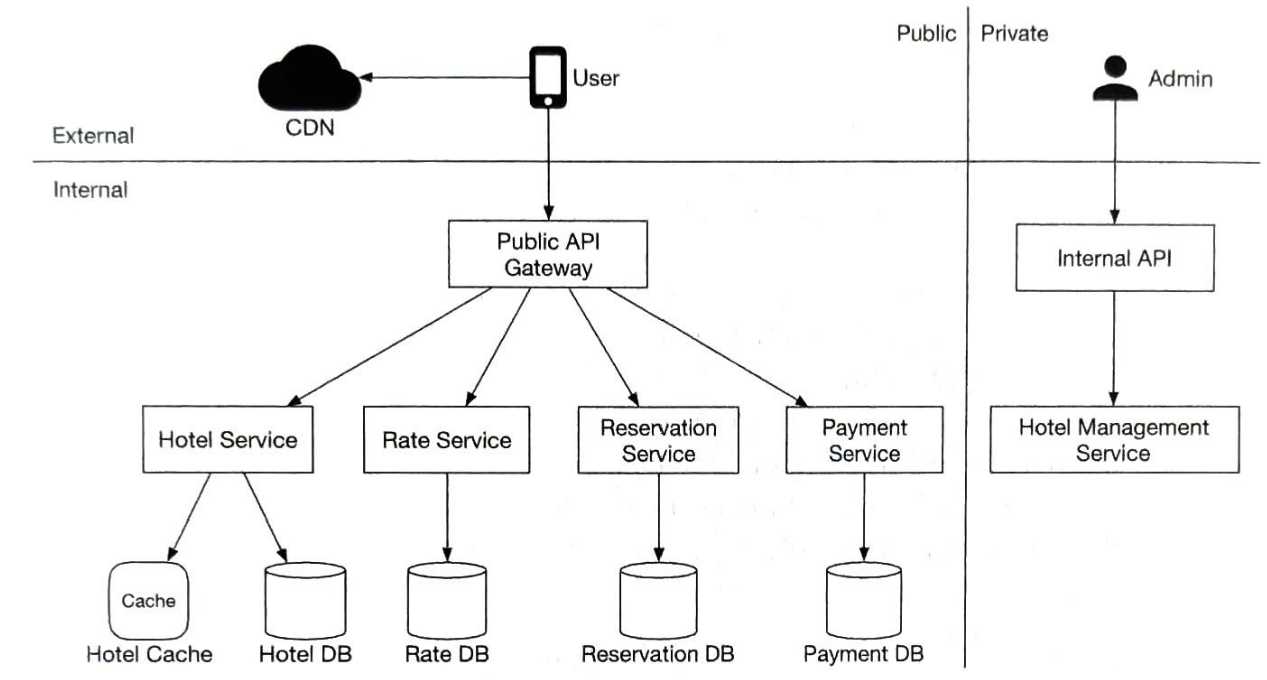 Public
Private
User
Admin
CDN
External
Internal
Public API
Gateway
Internal API
Hotel Service
Rate Service
Reservation
Service
Payment
Service
Hotel Management
Service
Cache
Hotel Cache
Hotel DB
Rate DB
Reservation DB
Payment DB